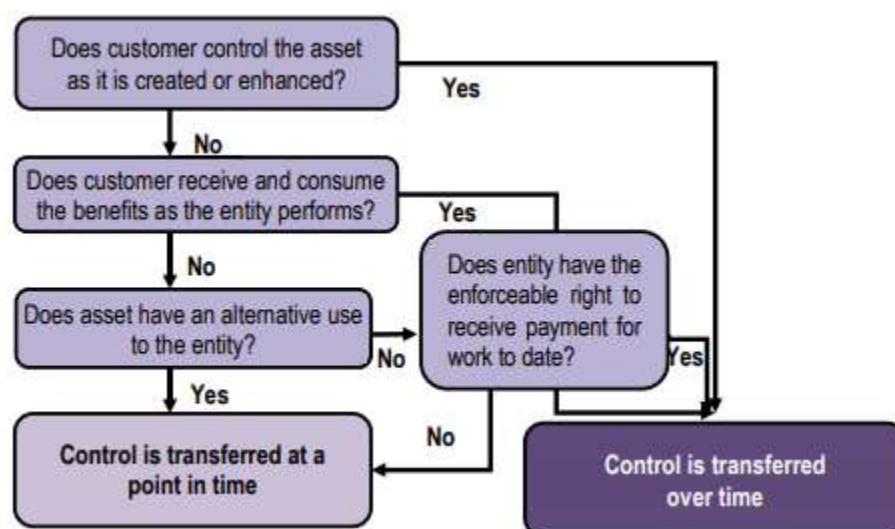 Does customer control the asset
as it is created or enhanced?
Yes
No
Does customer receive and consume
the benefits as the entity performs?
Yes
No
Does entity have the
enforceable right to
receive payment for
work to date?
Does asset have an alternative use
to the entity?
No
Yes
Yes
No
Control is transferred at a
point in time
Control is transferred
over time